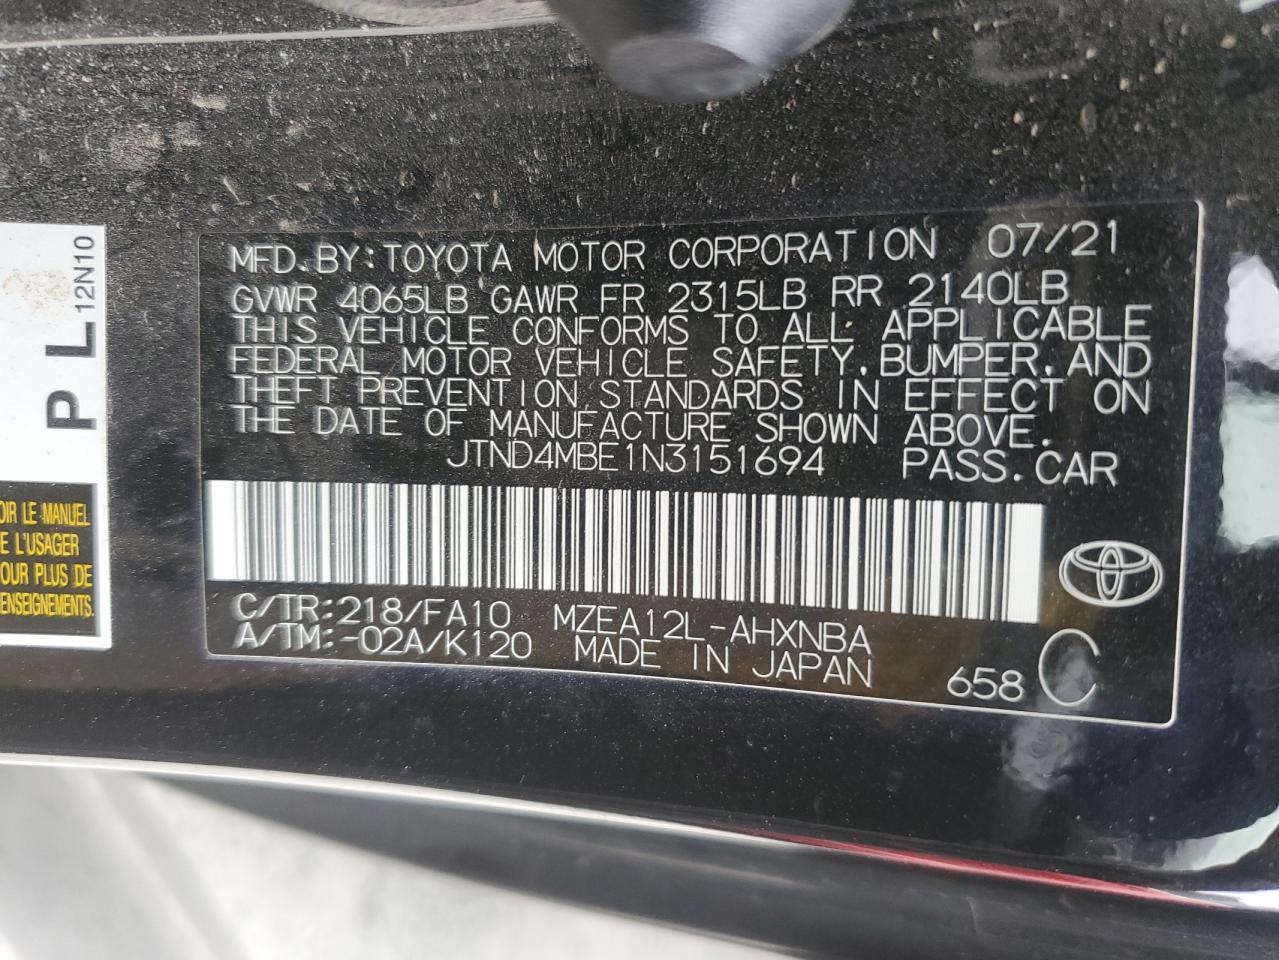 MFD.BY:TOYOTA MOTOR CORPORATION 07/21
GVWR 4065LB GAWR FR 2315LB RR 2140LB
THIS VEHICLE CONFORMS TO ALL APPLICABLE
FEDERAL MOTOR VEHICLE SAFETY,BUMPER,AND
THEFT PREVENTION STANDARDS IN EFFECT ON
THE DATE OF MANUFACTURE SHOWN ABOVE.
JTND4MBE1N3151694 PASS.CAR
C/TR:218/FA10 MZEA12L-AHXNBA
A/TM:-02A/K120 MADE IN JAPAN 658 C
P L 12N10
OIR LE MANUEL
E L'USAGER
OUR PLUS DE
ENSEIGNEMENTS.